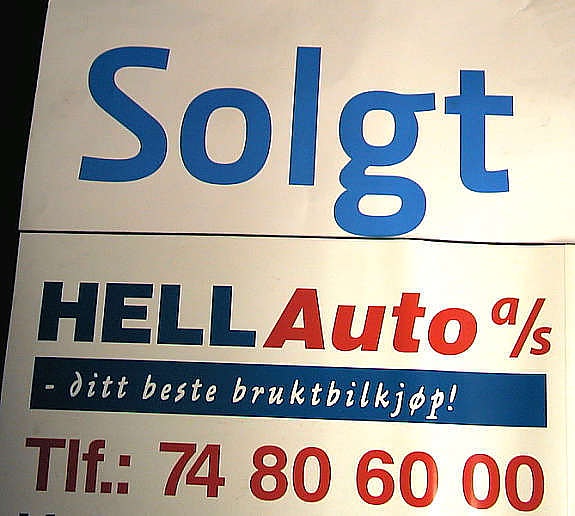 Solgt
HELL Auto a/s
- ditt beste bruktbilkjøp!
Tlf.: 74 80 60 00